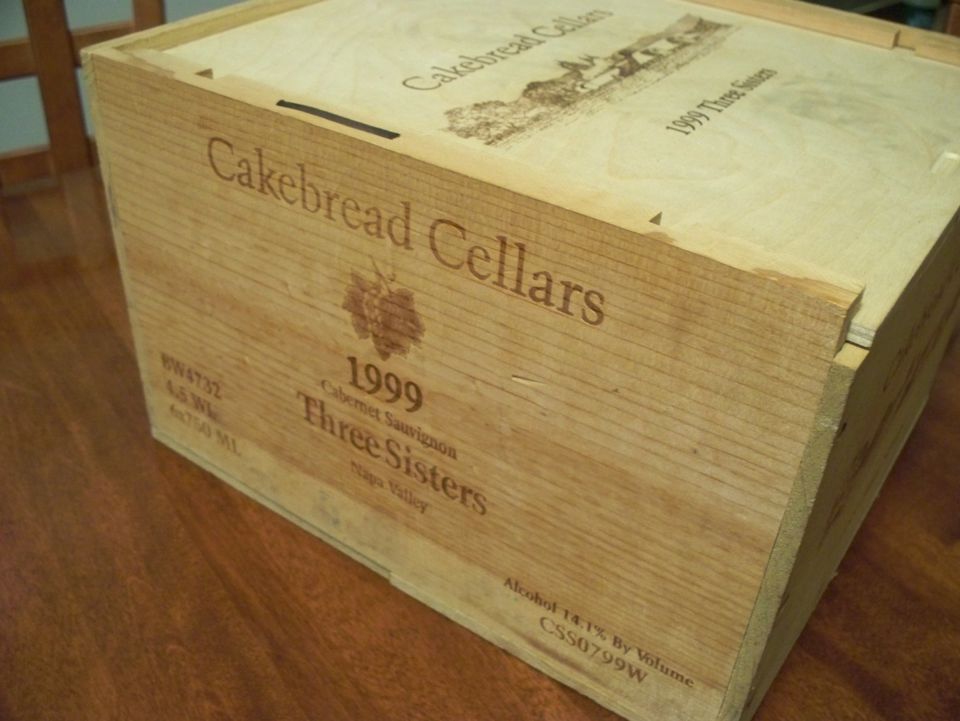 Cakebread Cellars
1999 Three Sisters
Cakebread Cellars
1999
Cabernet Sauvignon
Three Sisters
Napa Valley
BW4732
4.5 Wlc
6x750 ML
Alcohol 14.1% By Volume
CSS0799W